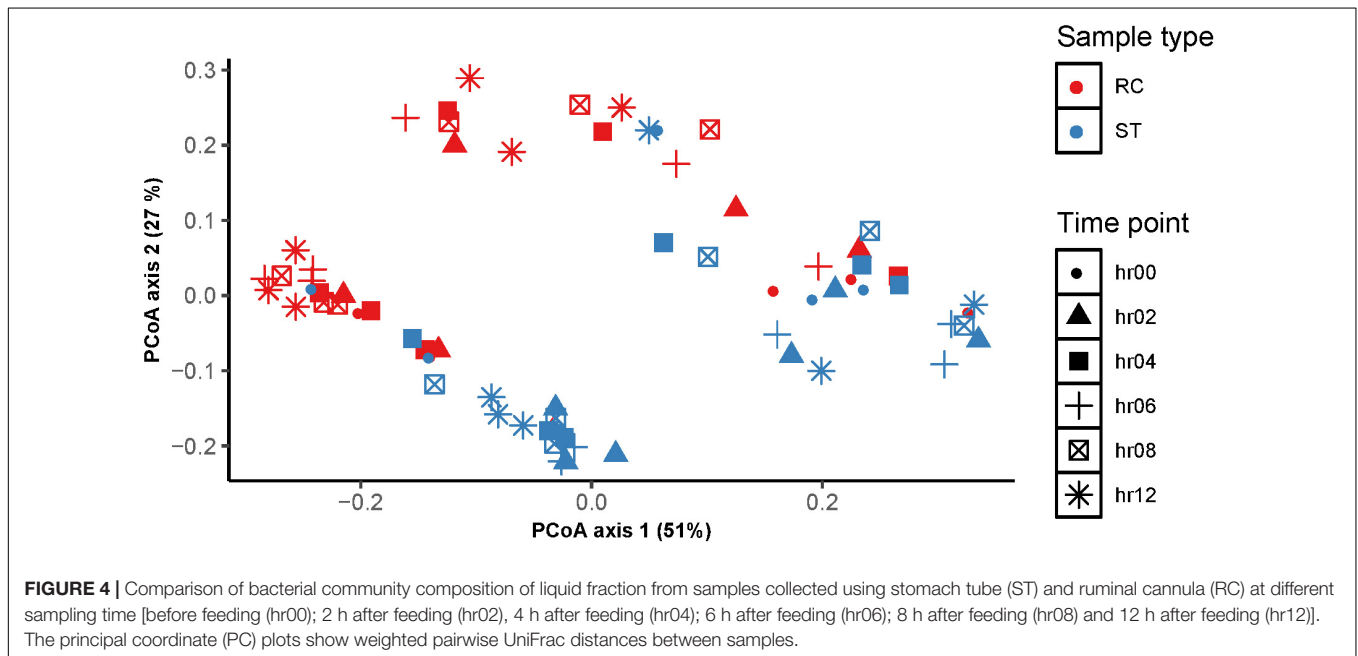 Sample type
RC
ST
Time point
hr00
hr02
hr04
hr06
hr08
hr12
PCoA axis 2 (27 %)
0.3
0.2
0.1
0.0
−0.1
−0.2
−0.2
0.0
0.2
PCoA axis 1 (51%)
FIGURE 4 | Comparison of bacterial community composition of liquid fraction from samples collected using stomach tube (ST) and ruminal cannula (RC) at different
sampling time [before feeding (hr00); 2 h after feeding (hr02), 4 h after feeding (hr04); 6 h after feeding (hr06); 8 h after feeding (hr08) and 12 h after feeding (hr12)].
The principal coordinate (PC) plots show weighted pairwise UniFrac distances between samples.